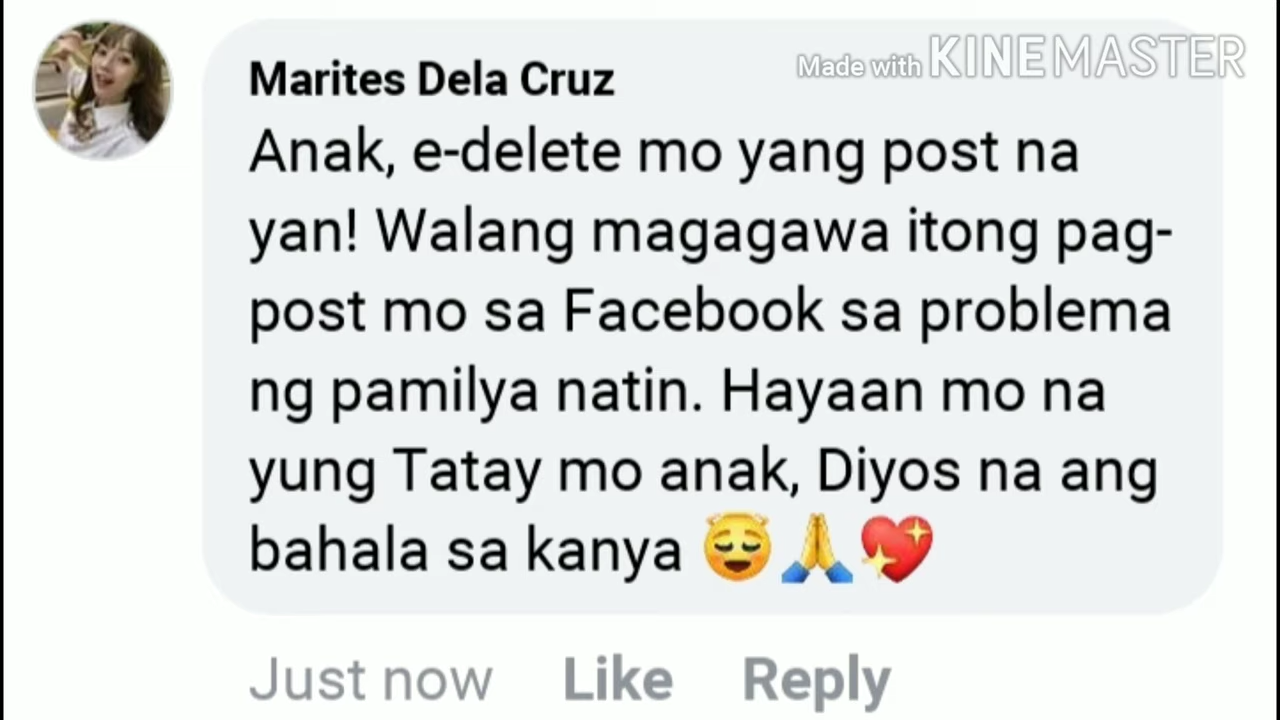 Made with KINEMASTER
Marites Dela Cruz
Anak, e-delete mo yang post na
yan! Walang magagawa itong pag-
post mo sa Facebook sa problema
ng pamilya natin. Hayaan mo na
yung Tatay mo anak, Diyos na ang
bahala sa kanya 😇🙏💖
Just now Like Reply